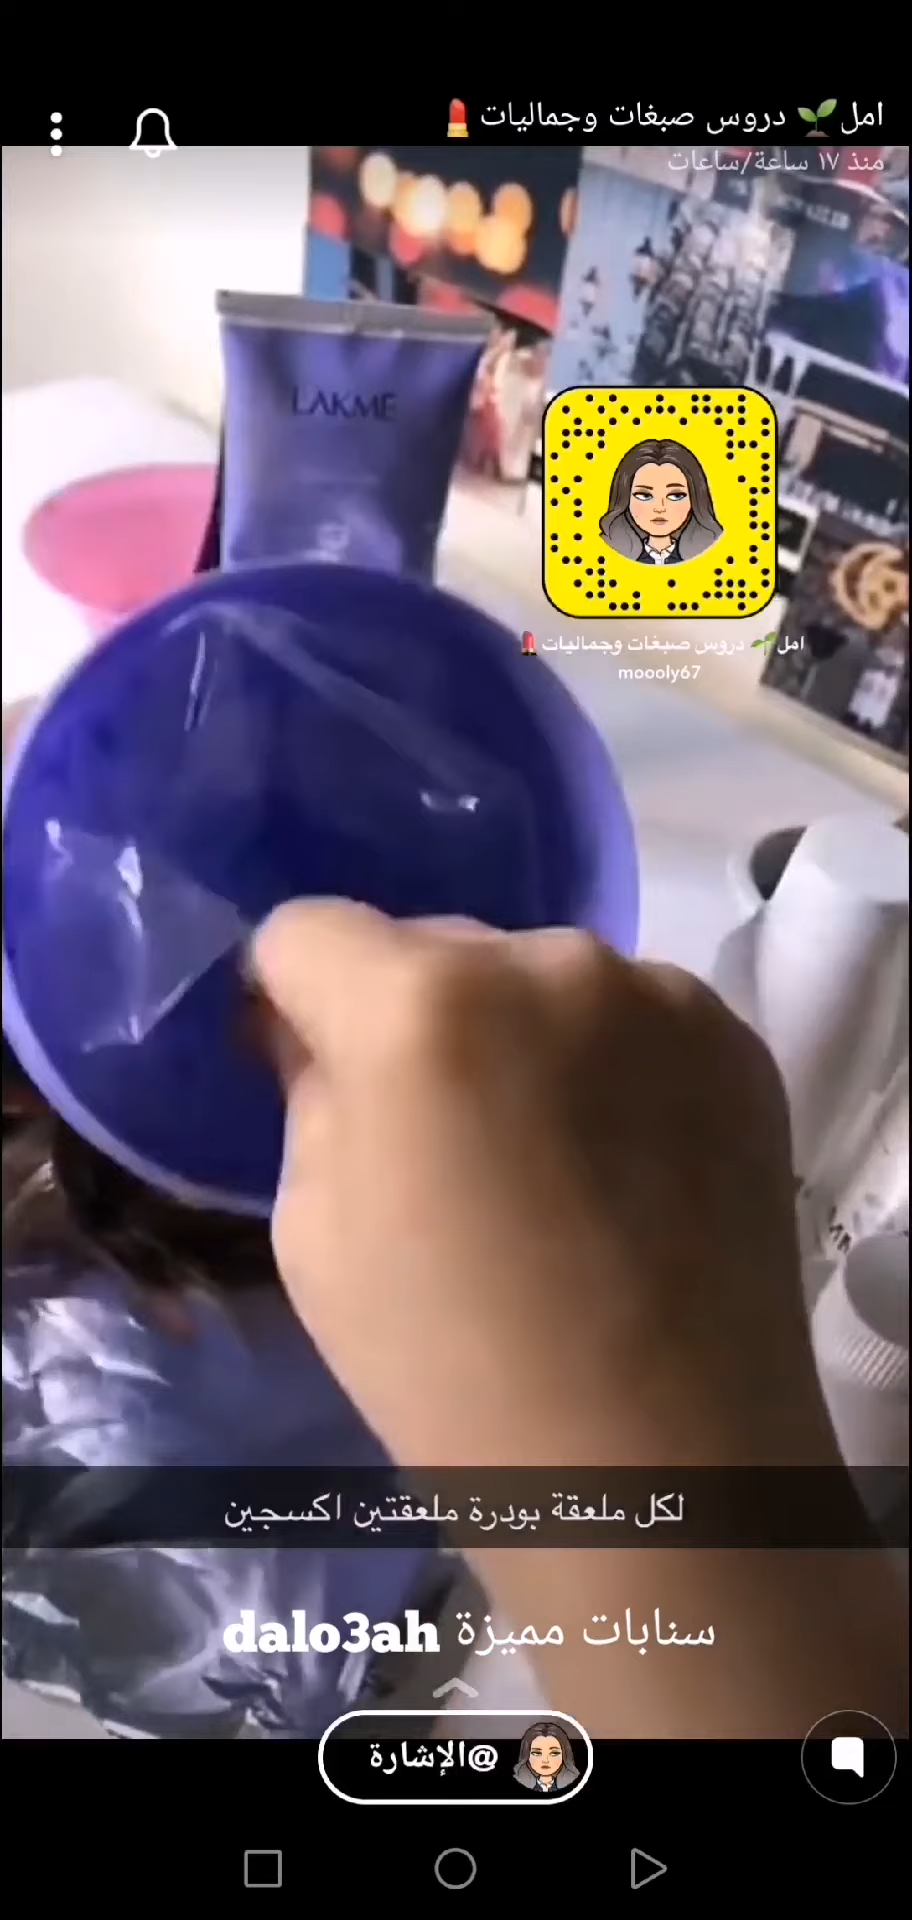 امل🌱 دروس صبغات وجماليات💄
منذ ١٧ ساعة/ساعات
LAKME
امل🌱 دروس صبغات وجماليات💄
moooly67
لكل ملعقة بودرة ملعقتين اكسجين
سنابات مميزة dalo3ah
@الإشارة